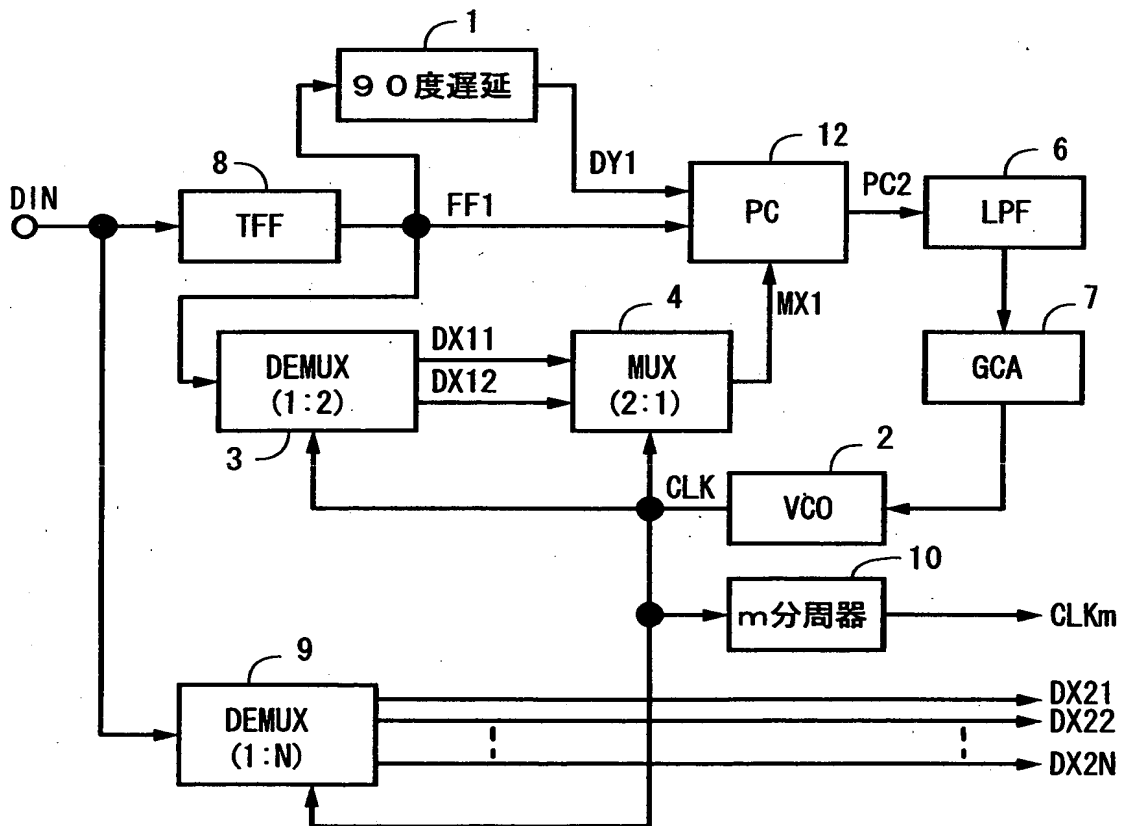 1
90度遅延
12
6
8
DY1
PC2
DIN
TFF
FF1
PC
LPF
4
MX1
7
DX11
DEMUX
(1:2)
DX12
MUX
(2:1)
GCA
3
2
CLK
VCO
10
m分周器
CLKm
9
DX21
DEMUX
(1:N)
DX22
DX2N